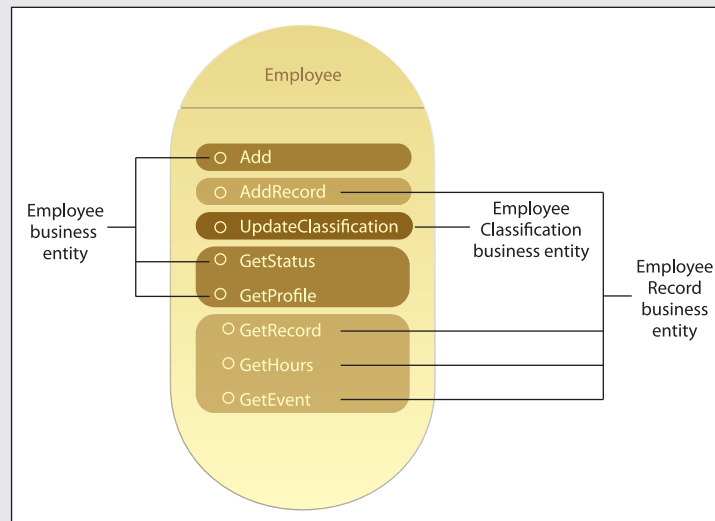 Employee
Add
AddRecord
UpdateClassification
GetStatus
GetProfile
GetRecord
GetHours
GetEvent
Employee
business
entity
Employee
Classification
business entity
Employee
Record
business
entity